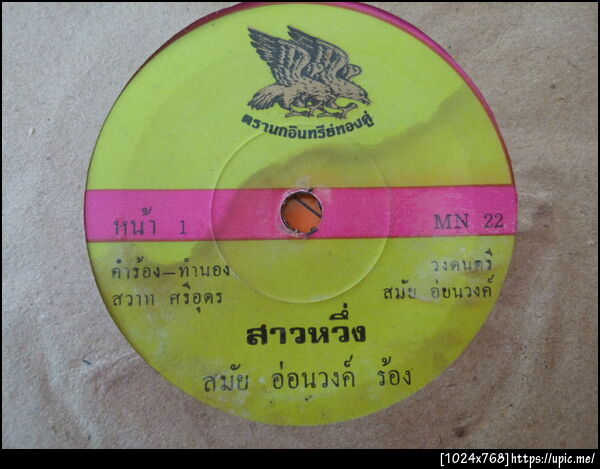 ตรานกอินทรีย์ทองคู่
หน้า 1
MN 22
คำร้อง–ทำนอง
สวาท ศรีอุดร
วงดนตรี
สมัย อ่อนวงค์
สาวหวึ่ง
สมัย อ่อนวงค์ ร้อง
[1024x768]https://upic.me/